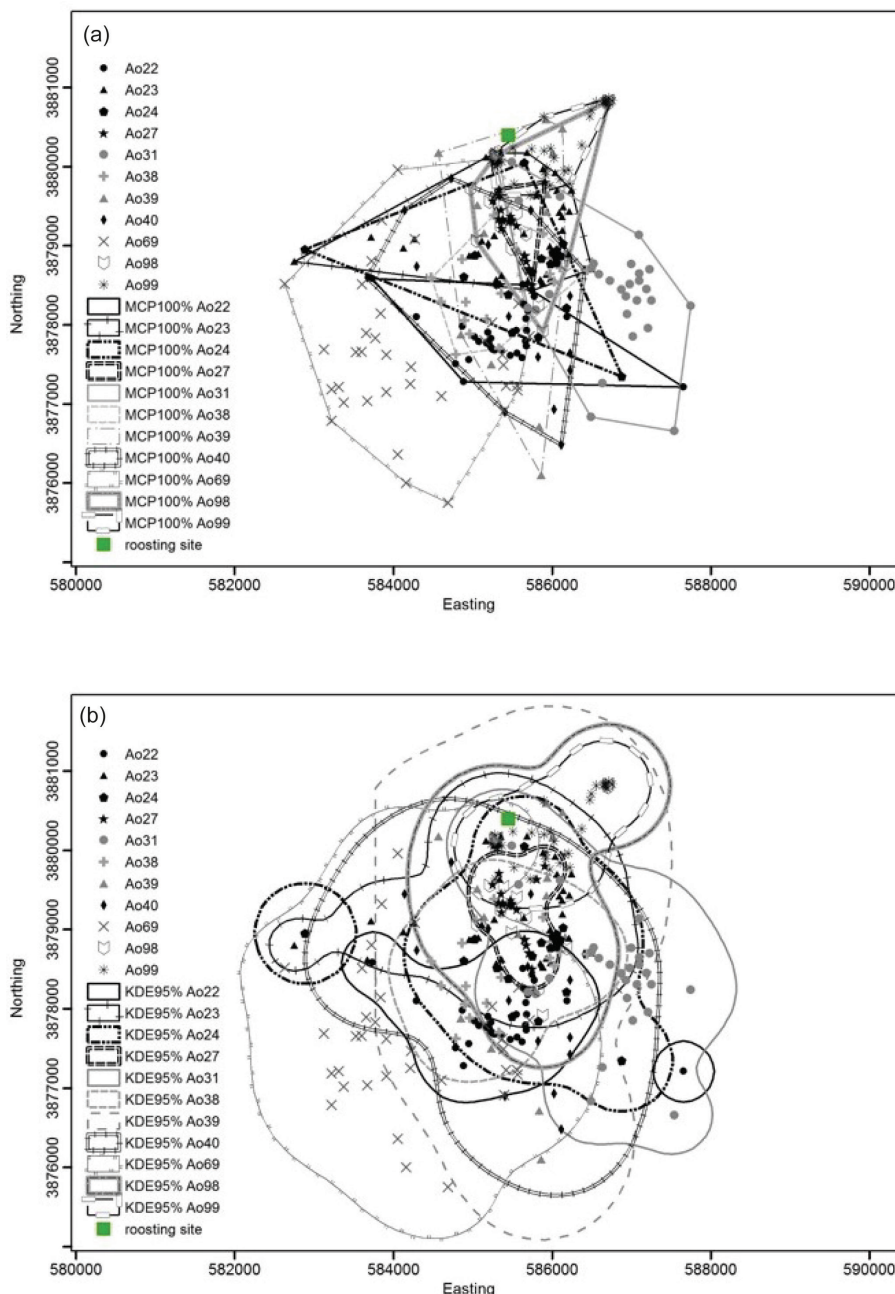 (a)
Ao22
Ao23
Ao24
Ao27
Ao31
Ao38
Ao39
Ao40
Ao69
Ao98
Ao99
MCP100% Ao22
MCP100% Ao23
MCP100% Ao24
MCP100% Ao27
MCP100% Ao31
MCP100% Ao38
MCP100% Ao39
MCP100% Ao40
MCP100% Ao69
MCP100% Ao98
MCP100% Ao99
roosting site
Northing
3881000
3880000
3879000
3878000
3877000
3876000
580000 582000 584000 586000 588000 590000
Easting
(b)
Ao22
Ao23
Ao24
Ao27
Ao31
Ao38
Ao39
Ao40
Ao69
Ao98
Ao99
KDE95% Ao22
KDE95% Ao23
KDE95% Ao24
KDE95% Ao27
KDE95% Ao31
KDE95% Ao38
KDE95% Ao39
KDE95% Ao40
KDE95% Ao69
KDE95% Ao98
KDE95% Ao99
roosting site
Northing
3881000
3880000
3879000
3878000
3877000
3876000
580000 582000 584000 586000 588000 590000
Easting